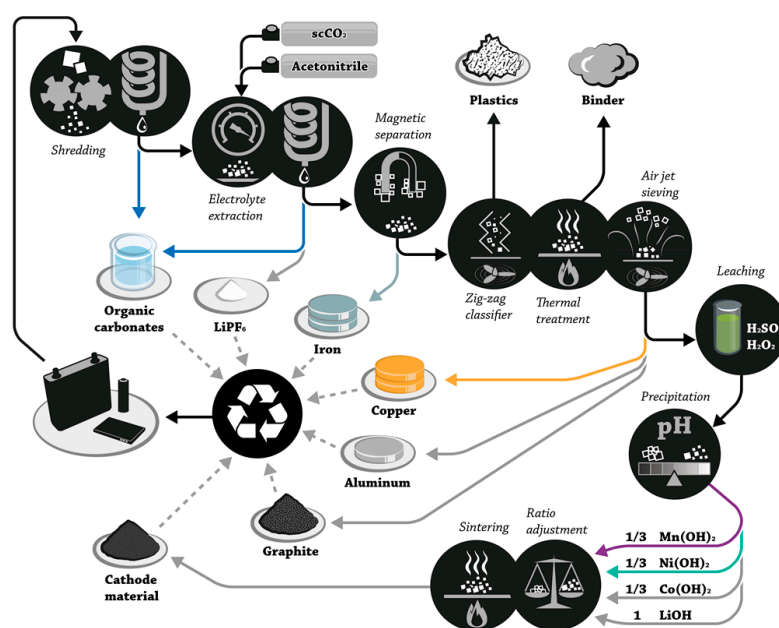 scCO₂
Acetonitrile
Shredding
Electrolyte
extraction
Magnetic
separation
Plastics
Binder
Air jet
sieving
Zig-zag
classifier
Thermal
treatment
Leaching
H₂SO
H₂O₂
Organic
carbonates
LiPF₆
Iron
Copper
Aluminum
Graphite
Cathode
material
Precipitation
pH
Sintering
Ratio
adjustment
1/3 Mn(OH)₂
1/3 Ni(OH)₂
1/3 Co(OH)₂
1 LiOH